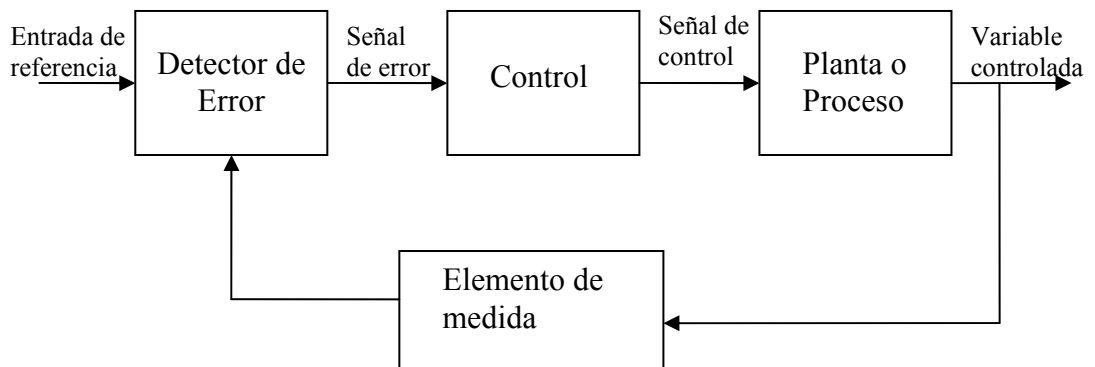 Entrada de
referencia
Detector de
Error
Señal
de error
Control
Señal de
control
Planta o
Proceso
Variable
controlada
Elemento de
medida